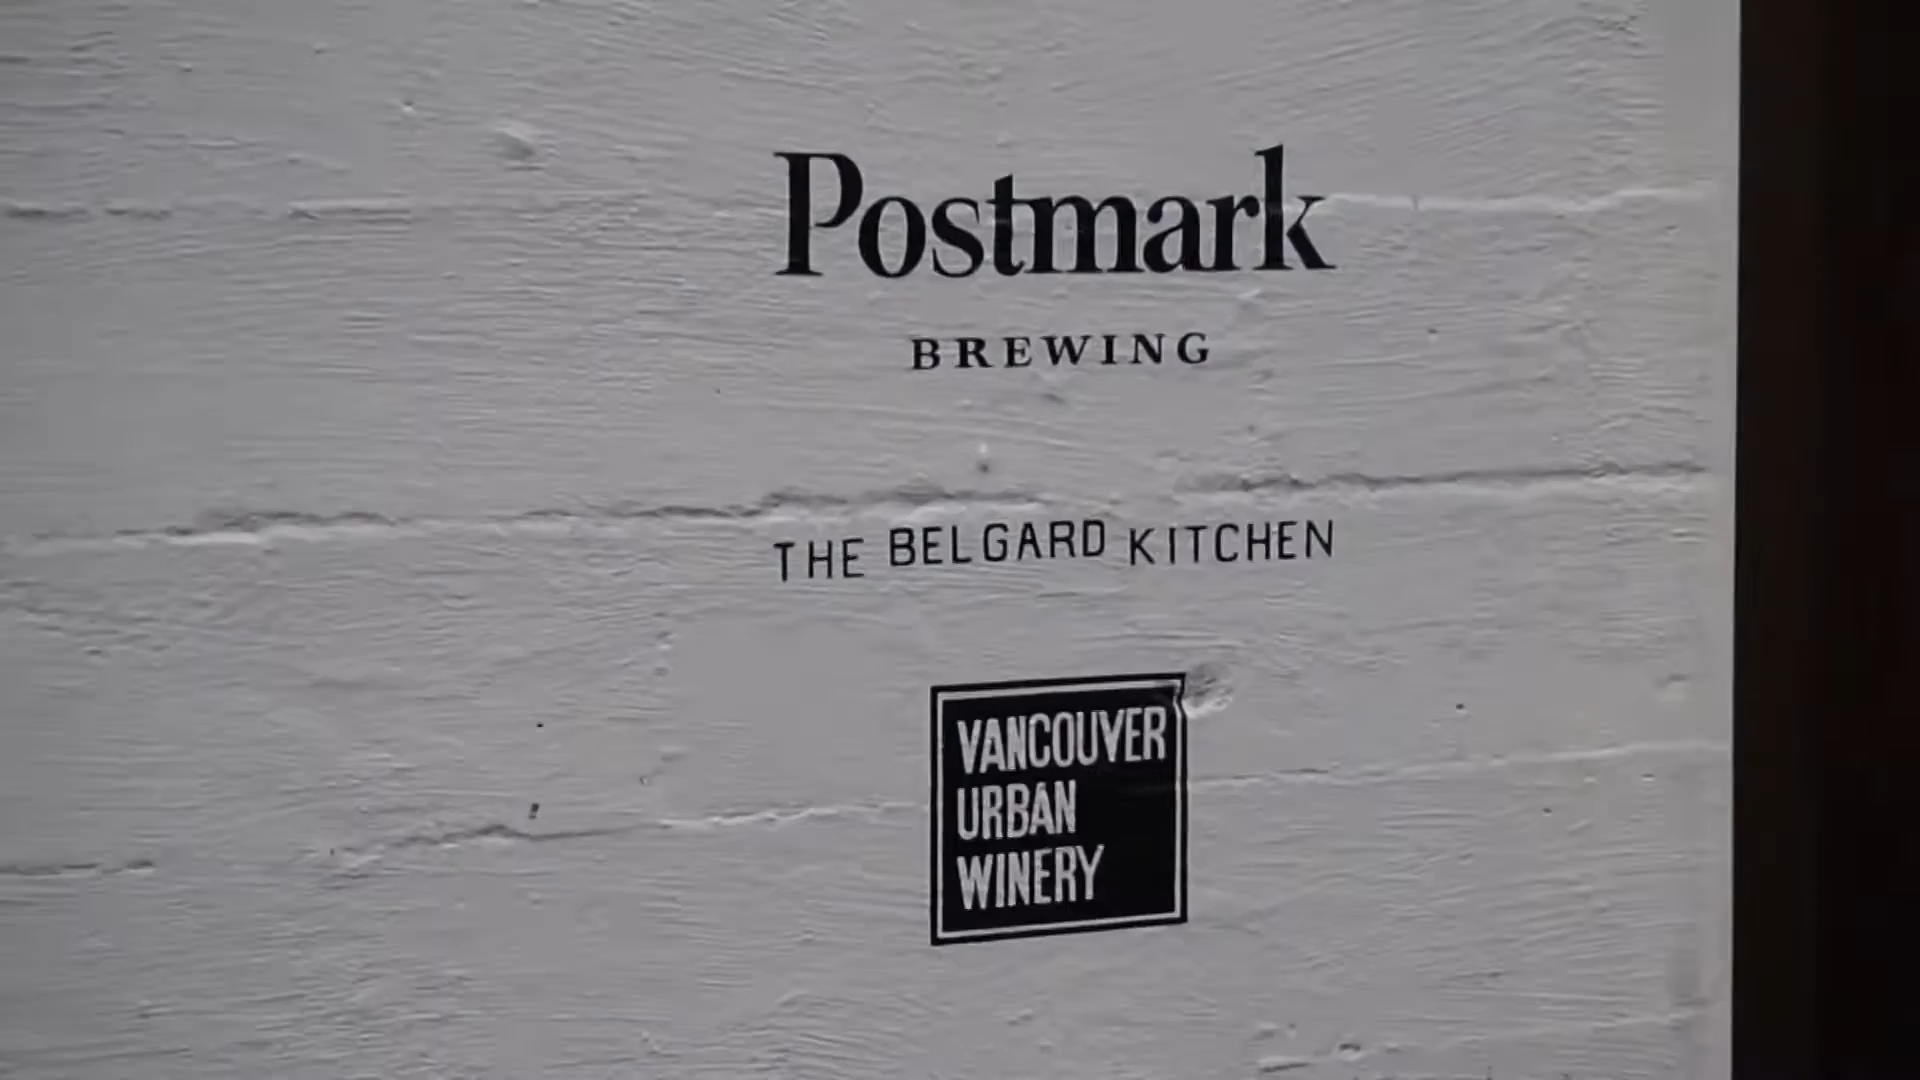 Postmark
BREWING
THE BELGARD KITCHEN
VANCOUVER
URBAN
WINERY